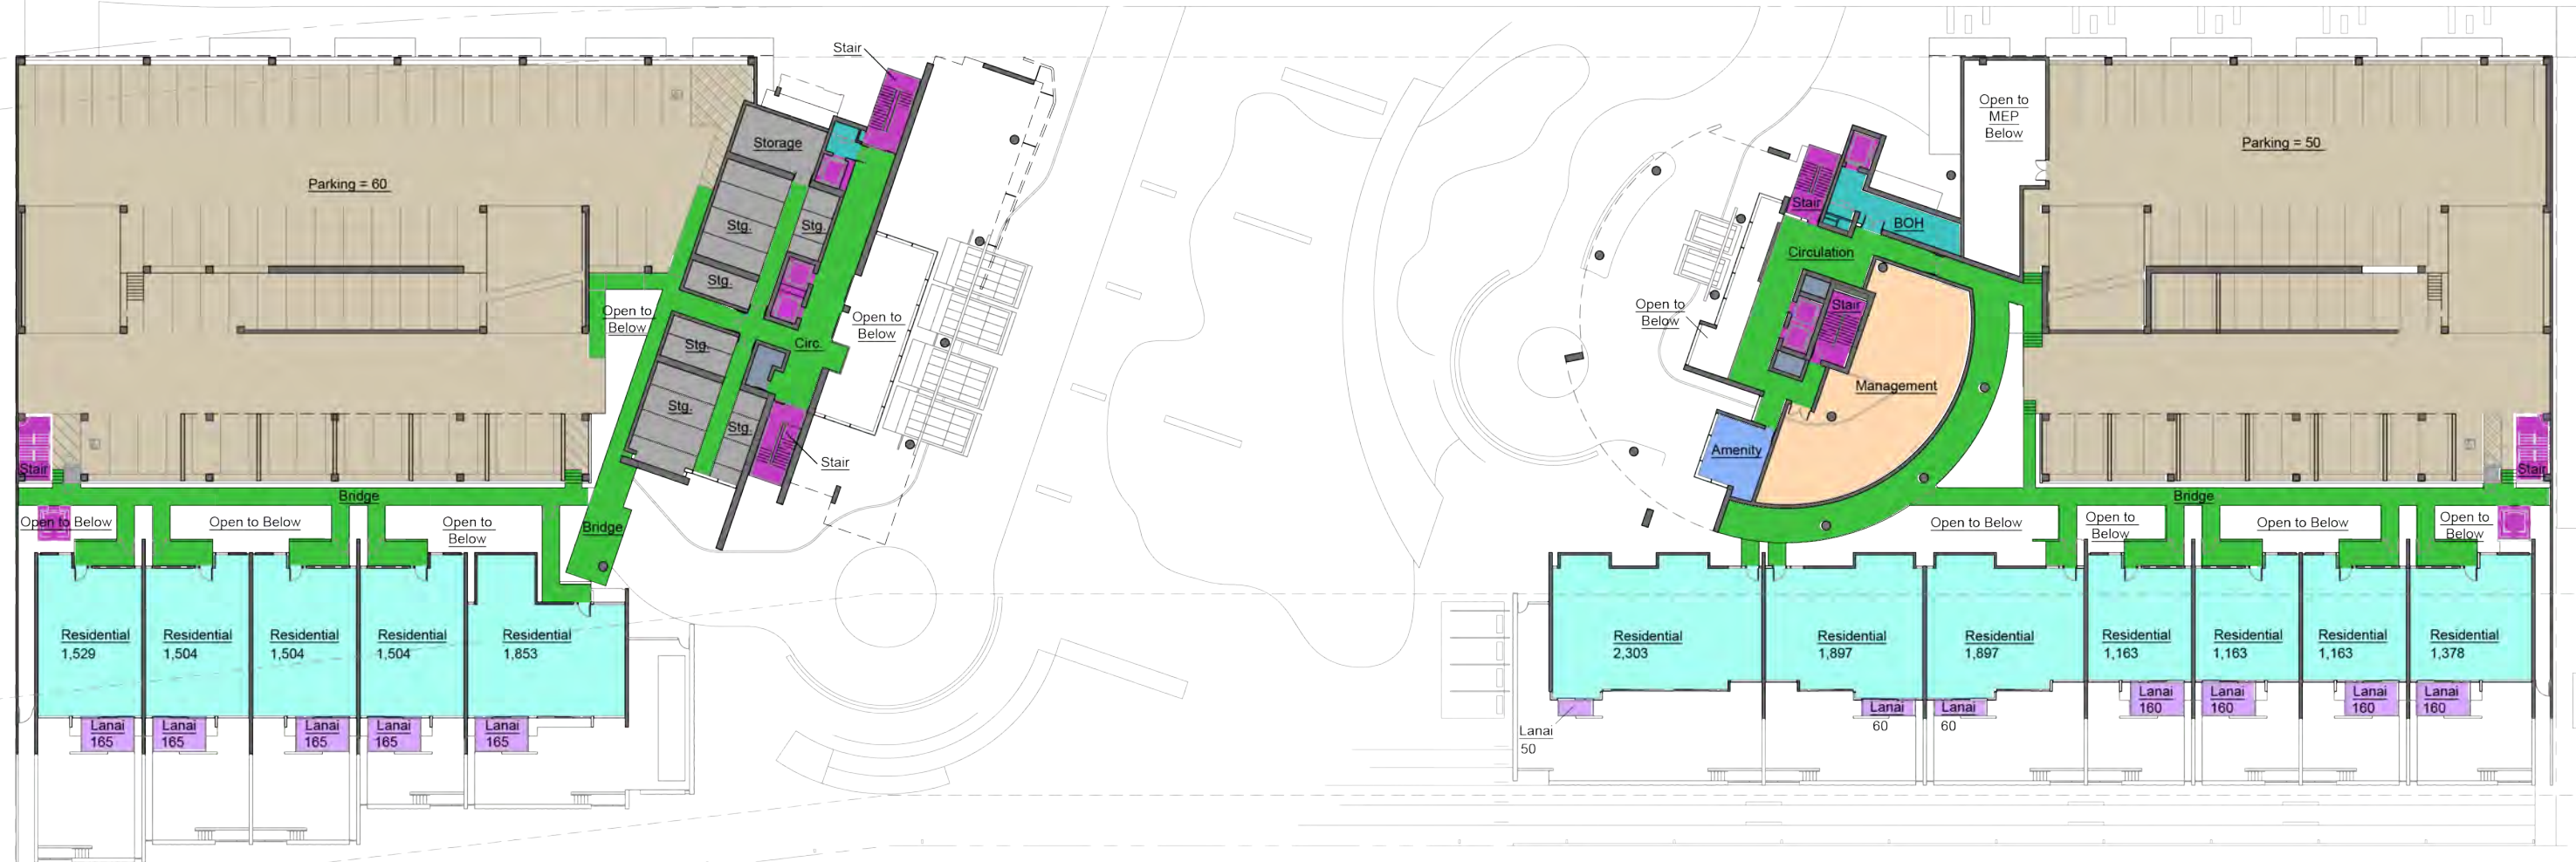 Stair
Storage
Parking = 60
Stg.
Stg.
Stg.
Open to
Below
Open to
Below
Stg.
Circ.
Stg.
Stg.
Stair
Stair
Bridge
Open to Below
Open to Below
Open to
Below
Bridge
Residential
1,529
Residential
1,504
Residential
1,504
Residential
1,504
Residential
1,853
Lanai
165
Lanai
165
Lanai
165
Lanai
165
Lanai
165
Open to
MEP
Below
Parking = 50
Stair
BOH
Circulation
Open to
Below
Stair
Management
Amenity
Stair
Bridge
Open to Below
Open to
Below
Open to Below
Open to
Below
Residential
2,303
Residential
1,897
Residential
1,897
Residential
1,163
Residential
1,163
Residential
1,163
Residential
1,378
Lanai
50
Lanai
60
Lanai
60
Lanai
160
Lanai
160
Lanai
160
Lanai
160